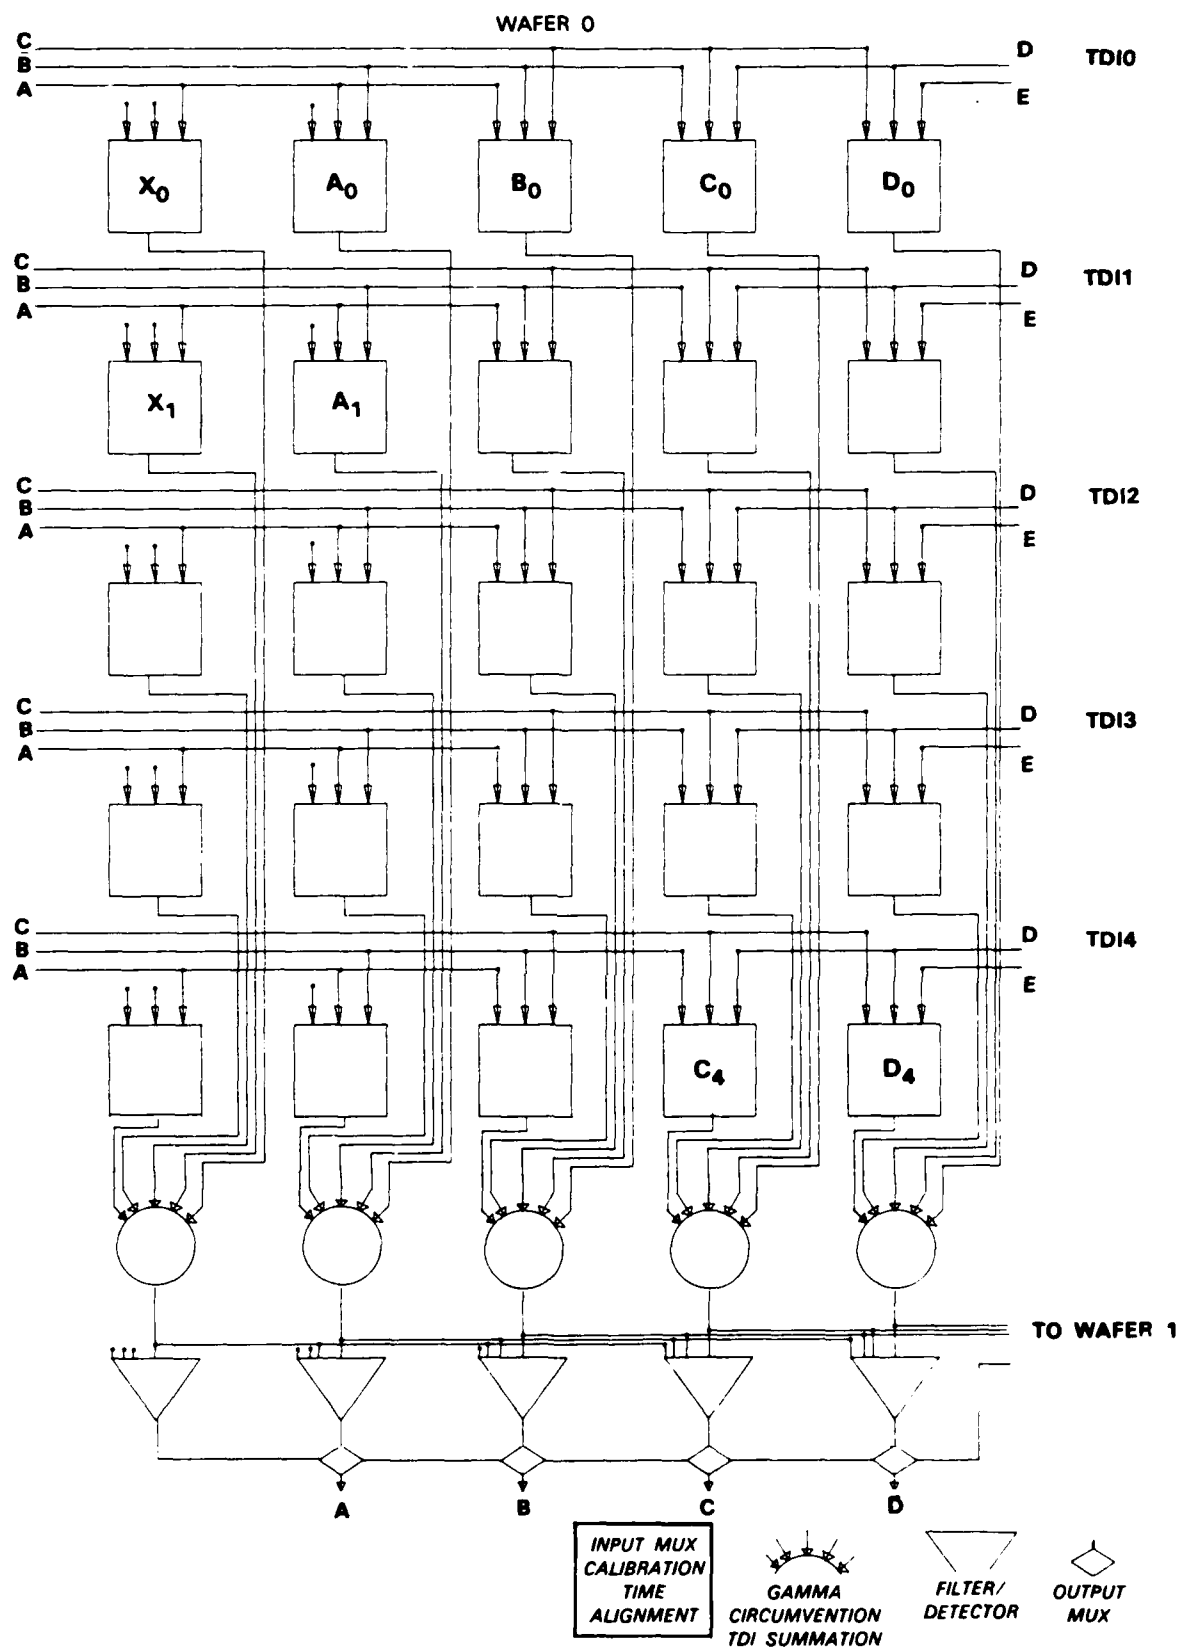 WAFER 0
C
B
A
D
E
TDI0
X0
A0
B0
C0
D0
C
B
A
D
E
TDI1
X1
A1
C
B
A
D
E
TDI2
C
B
A
D
E
TDI3
C
B
A
D
E
TDI4
C4
D4
TO WAFER 1
A
B
C
D
INPUT MUX
CALIBRATION
TIME
ALIGNMENT
GAMMA
CIRCUMVENTION
TDI SUMMATION
FILTER/
DETECTOR
OUTPUT
MUX